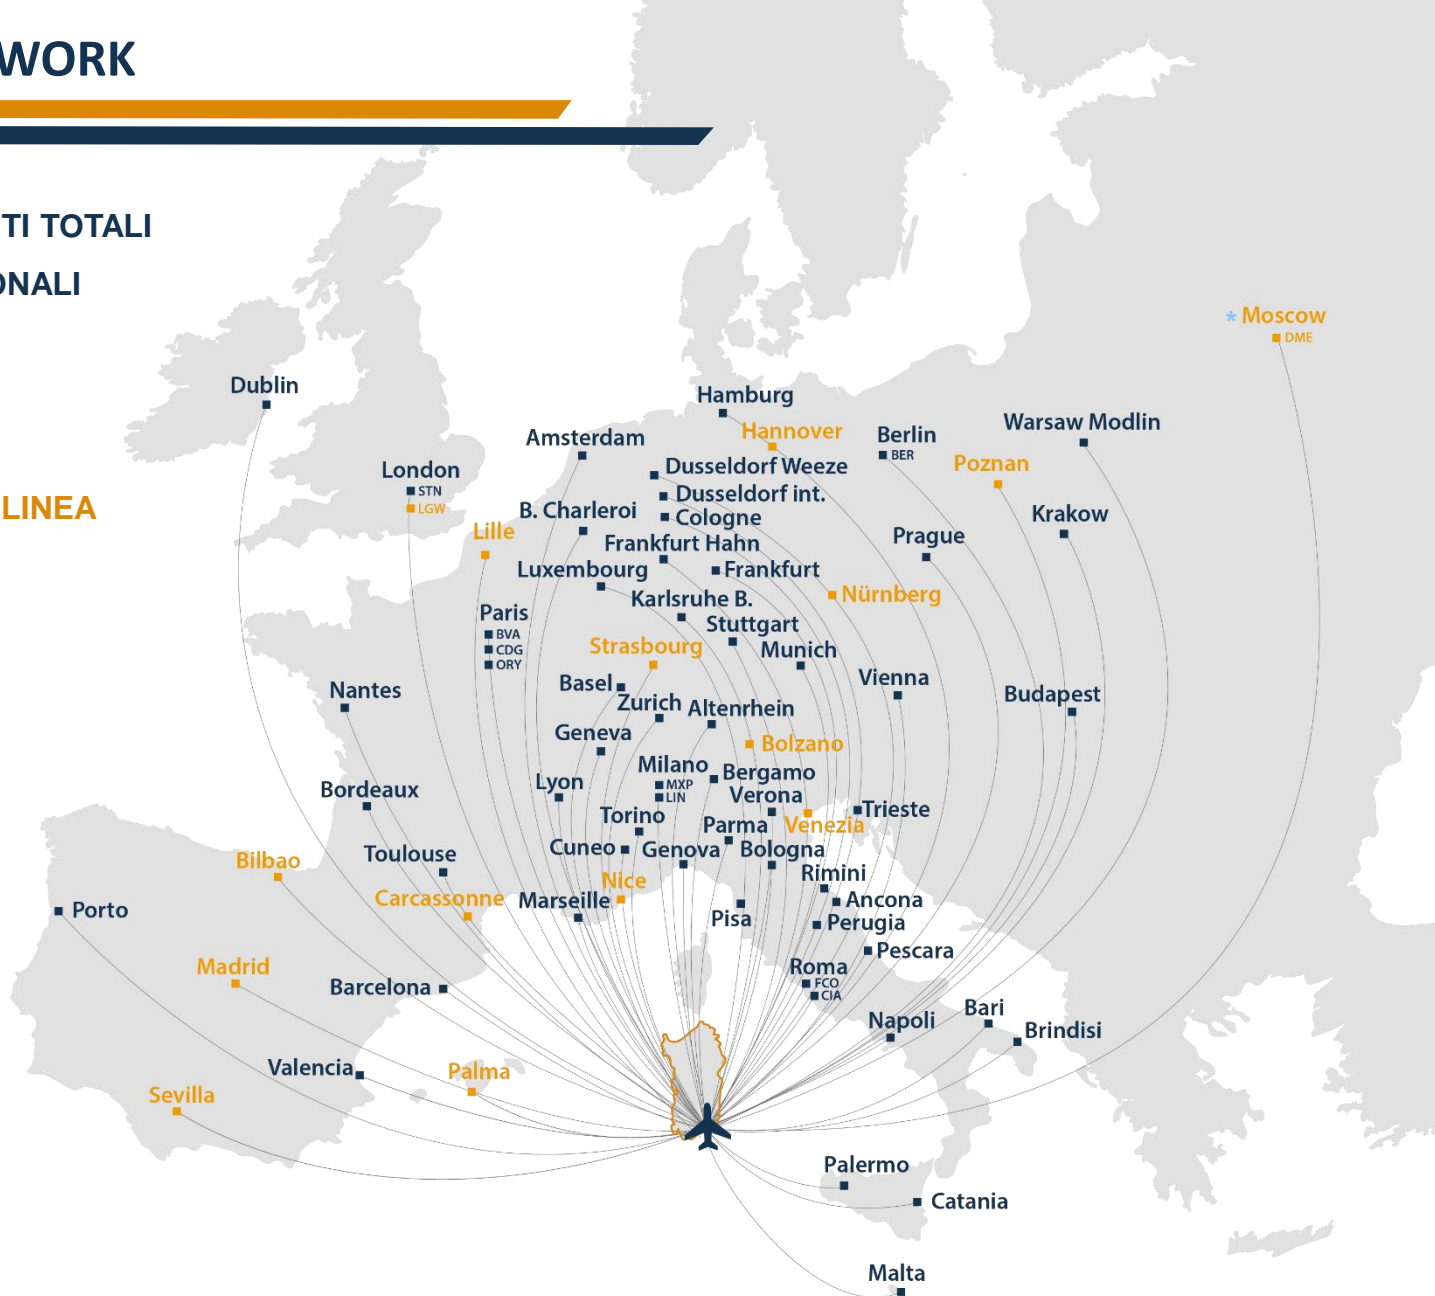 WORK
TI TOTALI
ONALI
LINEA
* Moscow
DME
Dublin
Hamburg
Hannover
Amsterdam
Berlin
BER
Warsaw Modlin
London
STN
LGW
Dusseldorf Weeze
Poznan
Dusseldorf int.
B. Charleroi
Cologne
Krakow
Lille
Frankfurt Hahn
Prague
Luxembourg
Frankfurt
Karlsruhe B.
Nürnberg
Paris
BVA
CDG
ORY
Stuttgart
Strasbourg
Munich
Nantes
Basel
Vienna
Zurich
Altenrhein
Budapest
Geneva
Bolzano
Milano
MXP
LIN
Bergamo
Lyon
Bordeaux
Verona
Torino
Parma
Venezia
Trieste
Toulouse
Cuneo
Genova
Bologna
Bilbao
Rimini
Nice
Carcassonne
Marseille
Ancona
Porto
Pisa
Perugia
Pescara
Madrid
Roma
FCO
CIA
Barcelona
Bari
Napoli
Brindisi
Valencia
Palma
Sevilla
Palermo
Catania
Malta